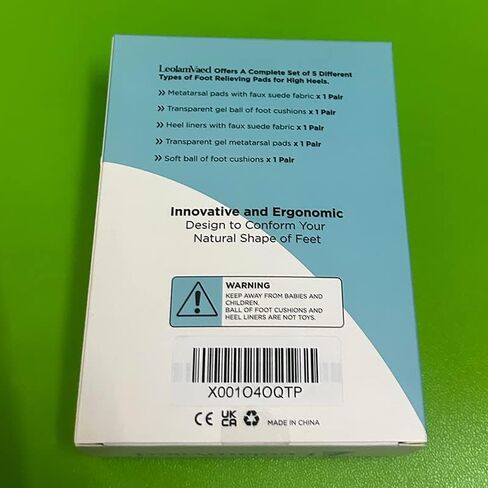 LeolamVaed Offers A Complete Set of 5 Different
Types of Foot Relieving Pads for High Heels.
>> Metatarsal pads with faux suede fabric x 1 Pair
>> Transparent gel ball of foot cushions x 1 Pair
>> Heel liners with faux suede fabric x 1 Pair
>> Transparent gel metatarsal pads x 1 Pair
>> Soft ball of foot cushions x 1 Pair
Innovative and Ergonomic
Design to Conform Your
Natural Shape of Feet
WARNING
KEEP AWAY FROM BABIES AND
CHILDREN.
BALL OF FOOT CUSHIONS AND
HEEL LINERS ARE NOT TOYS.
X001O4OQTP
CE UK CA MADE IN CHINA